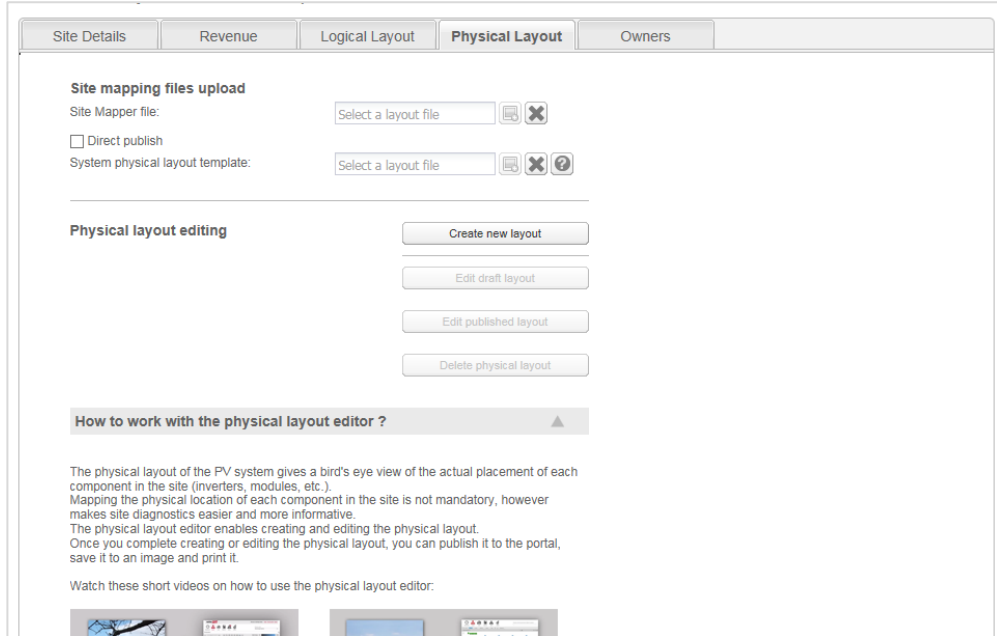 Site Details
Revenue
Logical Layout
Physical Layout
Owners
Site mapping files upload
Site Mapper file:
Select a layout file
Direct publish
System physical layout template:
Select a layout file
Physical layout editing
Create new layout
Edit draft layout
Edit published layout
Delete physical layout
How to work with the physical layout editor ?
The physical layout of the PV system gives a bird's eye view of the actual placement of each
component in the site (inverters, modules, etc.).
Mapping the physical location of each component in the site is not mandatory, however
makes site diagnostics easier and more informative.
The physical layout editor enables creating and editing the physical layout.
Once you complete creating or editing the physical layout, you can publish it to the portal,
save it to an image and print it.
Watch these short videos on how to use the physical layout editor: